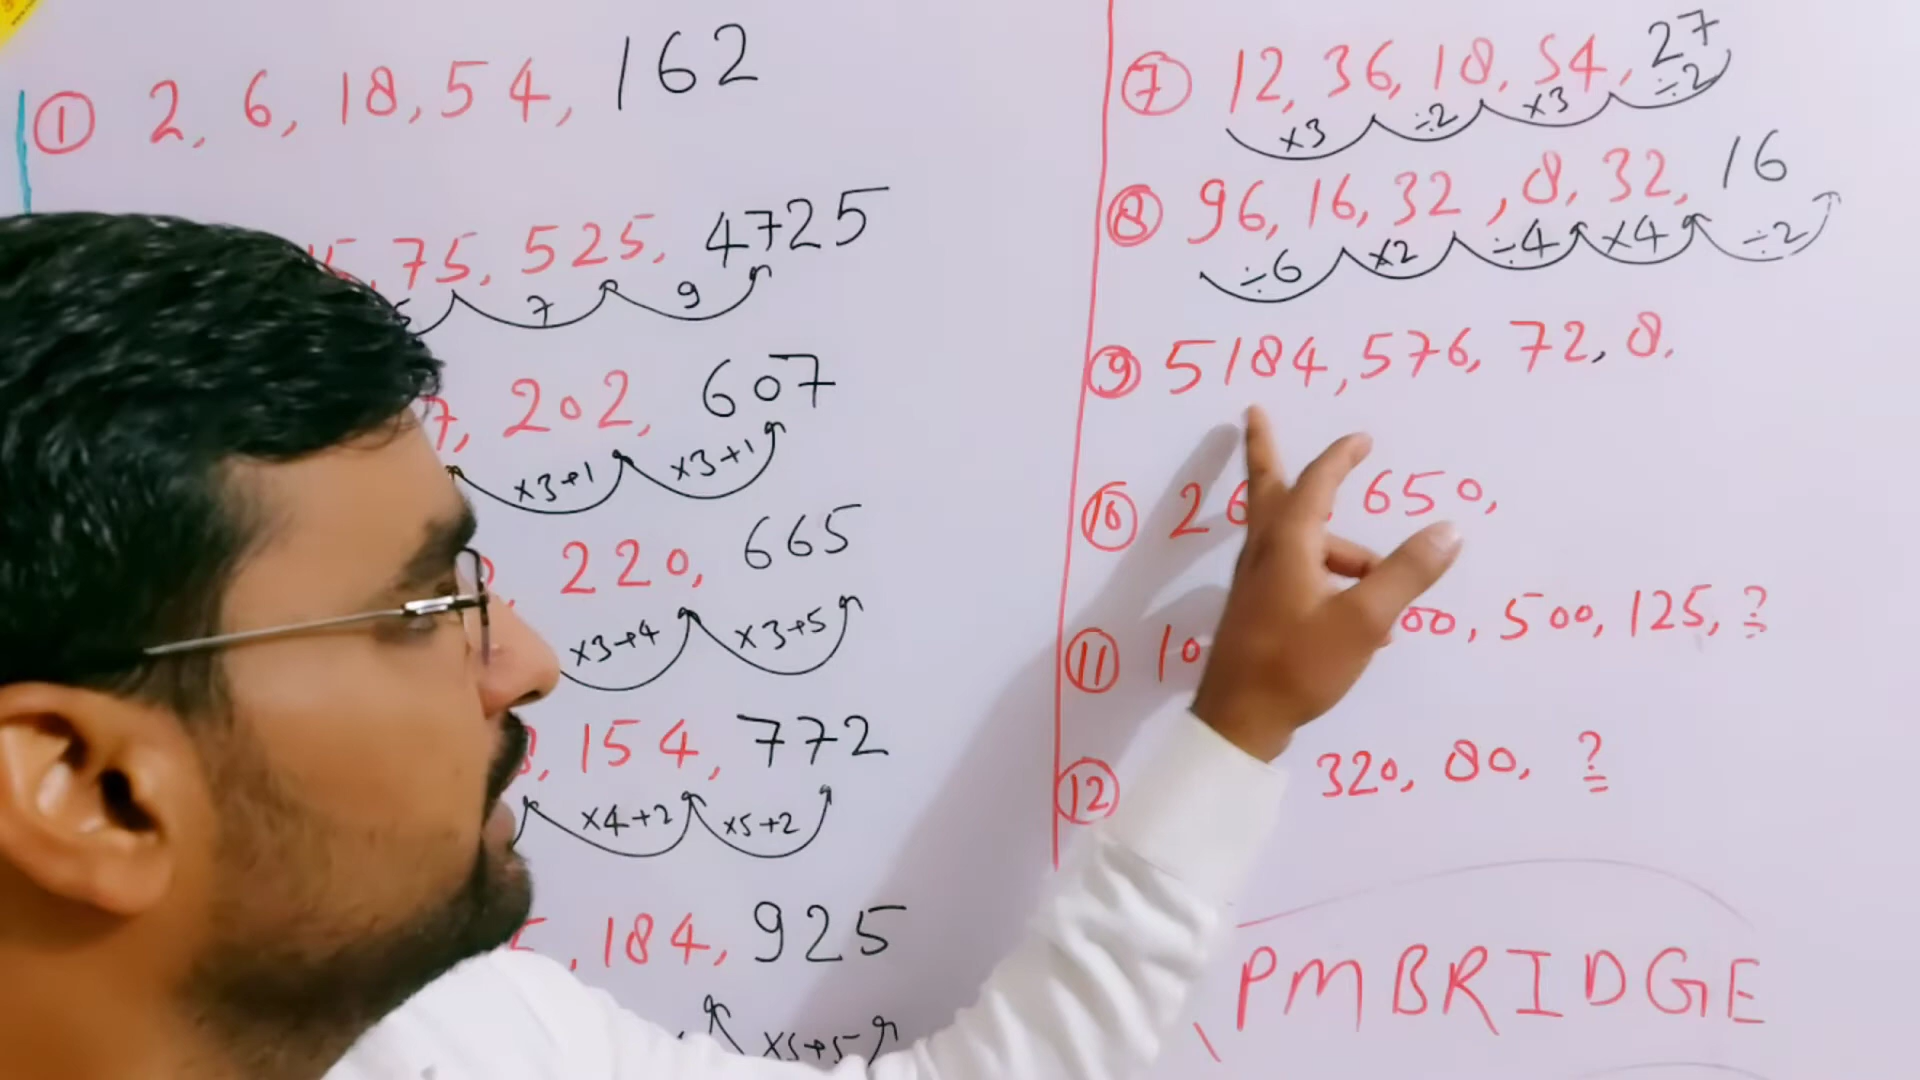 ① 2, 6, 18, 54, 162
75, 525, 4725
7 9
202, 607
×3+1 ×3+1
220, 665
×3+4 ×3+5
154, 772
×4+2 ×5+2
184, 925
×5+5
⑦ 12, 36, 18, 54, 27
×3 ÷2 ×3 ÷2
⑧ 96, 16, 32, 8, 32, 16
÷6 ×2 ÷4 ×4 ÷2
⑨ 5184, 576, 72, 8.
⑩ 650,
⑪ 500, 125, ?
⑫ 320, 80, ?
PMBRIDGE